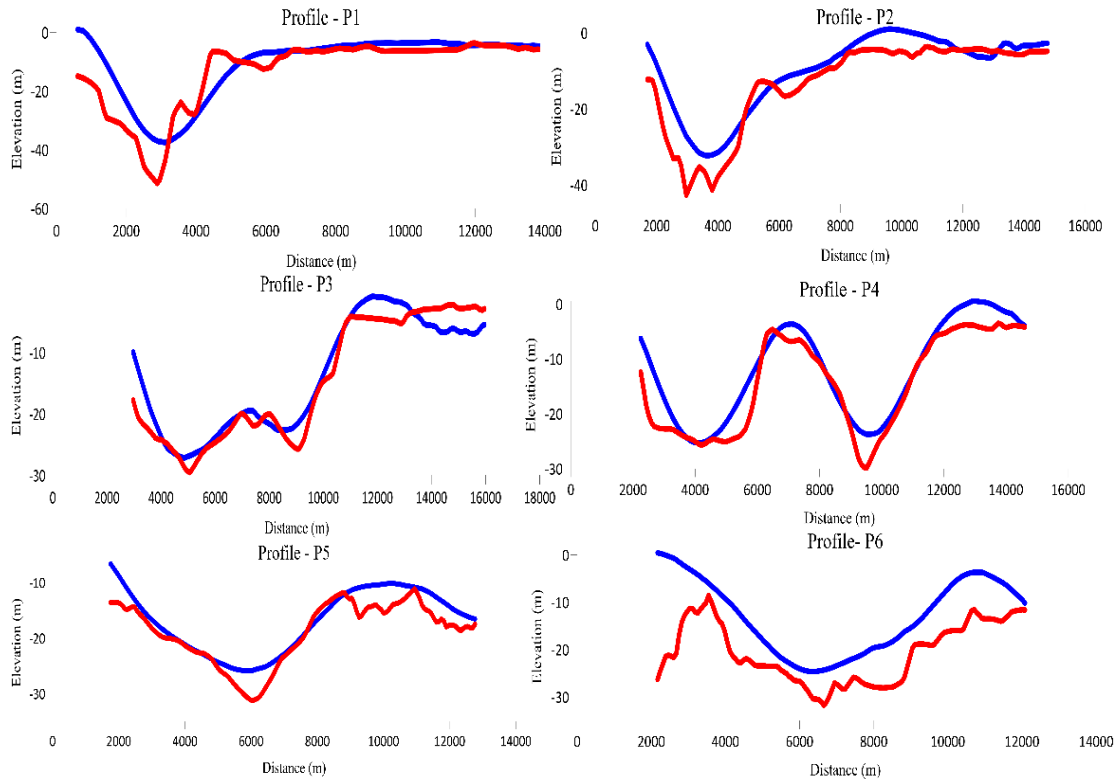 Profile - P1
0
-20
-40
-60
Elevation (m)
0 2000 4000 6000 8000 10000 12000 14000
Distance (m)
Profile - P2
0
-20
-40
Elevation (m)
0 2000 4000 6000 8000 10000 12000 14000 16000
Distance (m)
Profile - P3
-10
-20
-30
Elevation (m)
0 2000 4000 6000 8000 10000 12000 14000 16000 18000
Distance (m)
Profile - P4
0
-10
-20
-30
Elevation (m)
0 2000 4000 6000 8000 10000 12000 14000 16000
Distance (m)
Profile - P5
-10
-20
-30
Elevation (m)
0 2000 4000 6000 8000 10000 12000 14000
Distance (m)
Profile- P6
0
-10
-20
-30
Elevation (m)
0 2000 4000 6000 8000 10000 12000 14000
Distance (m)